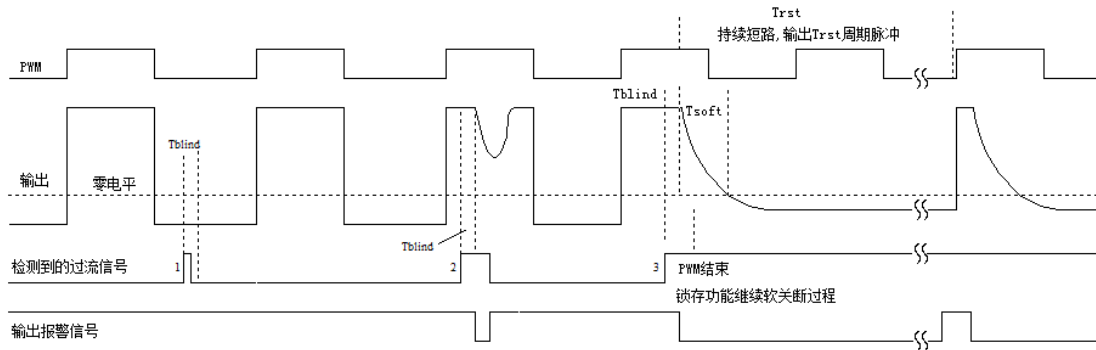 Trst
持续短路,输出Trst周期脉冲
PWM
Tblind
Tsoft
Tblind
输出
零电平
Tblind
检测到的过流信号
1
2
3
PWM结束
锁存功能继续软关断过程
输出报警信号